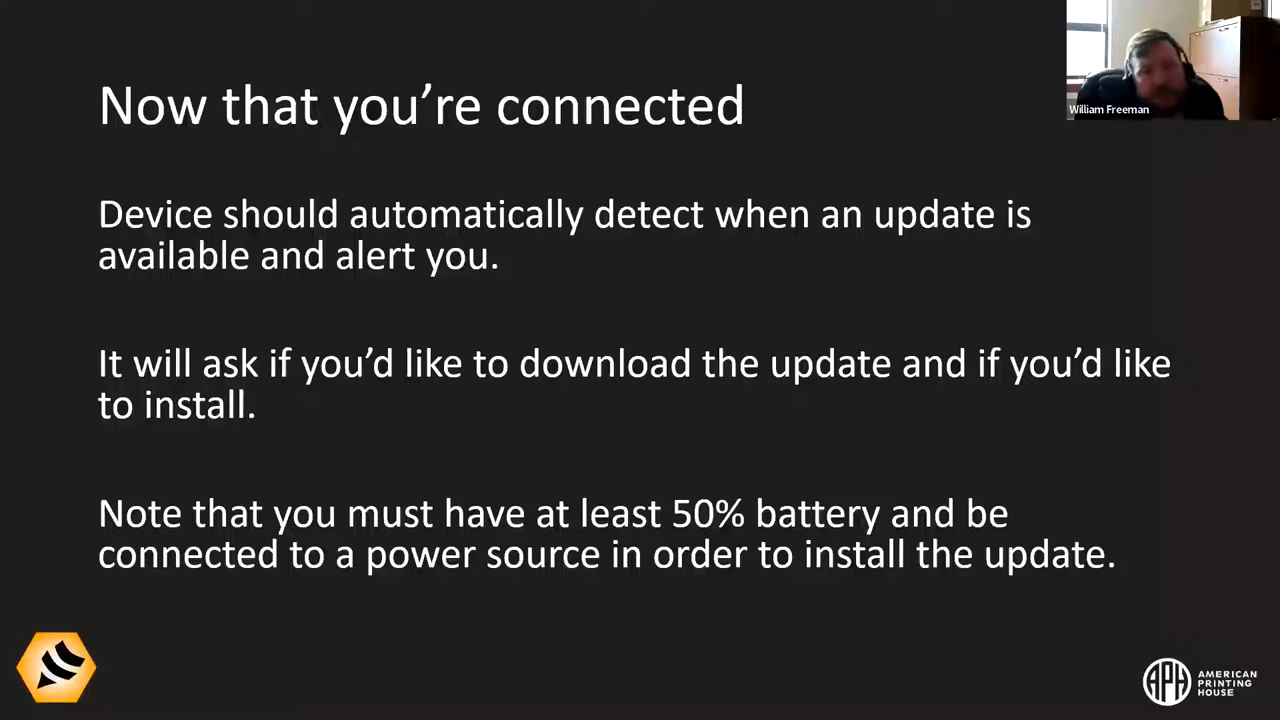 Now that you’re connected
William Freeman
Device should automatically detect when an update is
available and alert you.
It will ask if you’d like to download the update and if you’d like
to install.
Note that you must have at least 50% battery and be
connected to a power source in order to install the update.
APH
AMERICAN
PRINTING
HOUSE